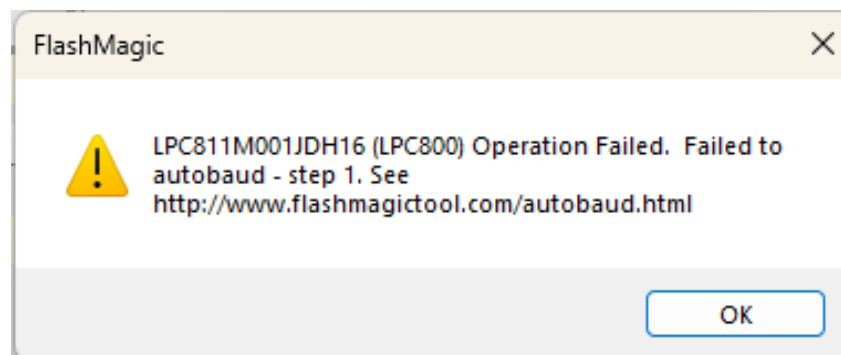 FlashMagic
LPC811M001JDH16 (LPC800) Operation Failed.  Failed to
autobaud - step 1. See
http://www.flashmagictool.com/autobaud.html
OK